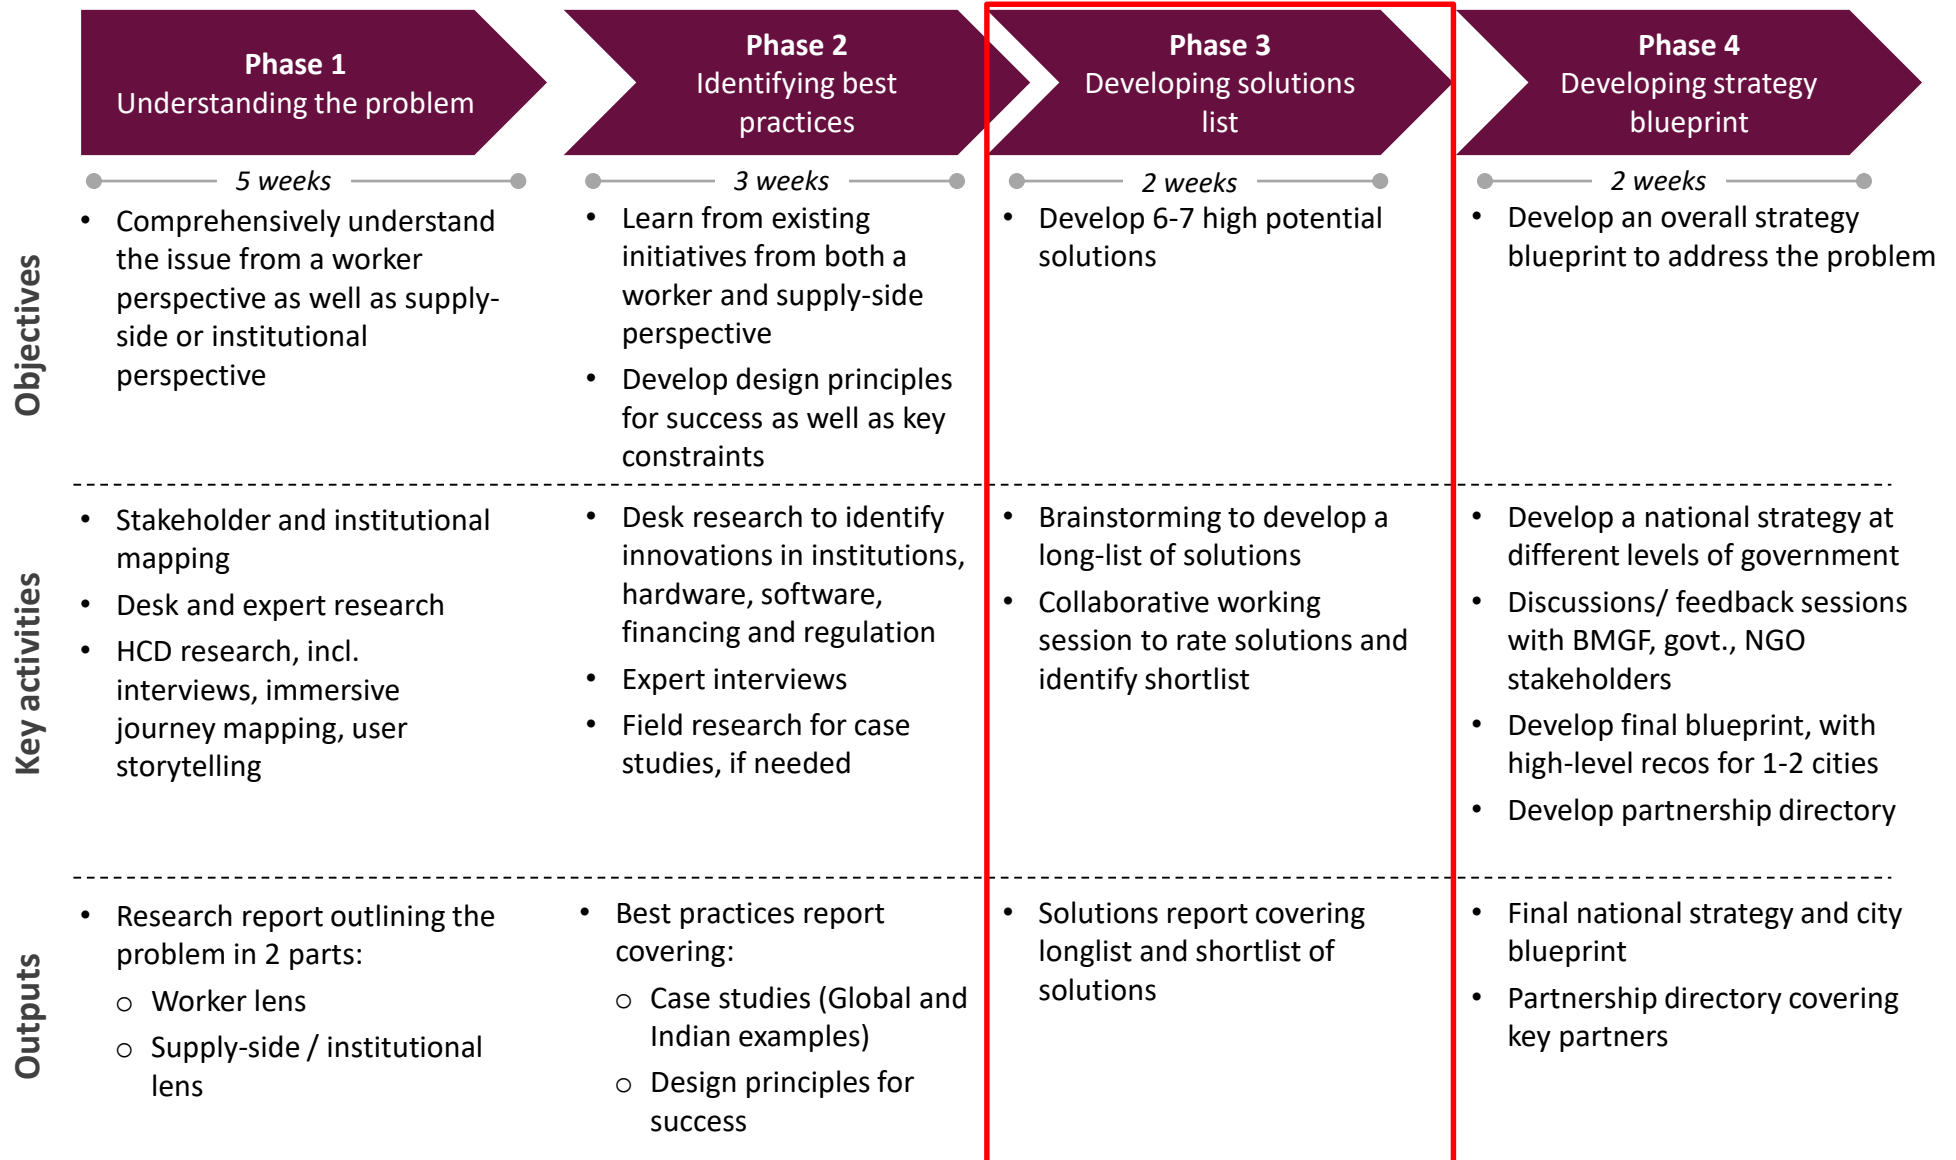 Phase 1
Understanding the problem
Phase 2
Identifying best
practices
Phase 3
Developing solutions
list
Phase 4
Developing strategy
blueprint
5 weeks
3 weeks
2 weeks
2 weeks
Objectives
• Comprehensively understand
the issue from a worker
perspective as well as supply-
side or institutional
perspective
• Learn from existing
initiatives from both a
worker and supply-side
perspective
• Develop design principles
for success as well as key
constraints
• Develop 6-7 high potential
solutions
• Develop an overall strategy
blueprint to address the problem
Key activities
• Stakeholder and institutional
mapping
• Desk and expert research
• HCD research, incl.
interviews, immersive
journey mapping, user
storytelling
• Desk research to identify
innovations in institutions,
hardware, software,
financing and regulation
• Expert interviews
• Field research for case
studies, if needed
• Brainstorming to develop a
long-list of solutions
• Collaborative working
session to rate solutions and
identify shortlist
• Develop a national strategy at
different levels of government
• Discussions/ feedback sessions
with BMGF, govt., NGO
stakeholders
• Develop final blueprint, with
high-level recos for 1-2 cities
• Develop partnership directory
Outputs
• Research report outlining the
problem in 2 parts:
o Worker lens
o Supply-side / institutional
lens
• Best practices report
covering:
o Case studies (Global and
Indian examples)
o Design principles for
success
• Solutions report covering
longlist and shortlist of
solutions
• Final national strategy and city
blueprint
• Partnership directory covering
key partners